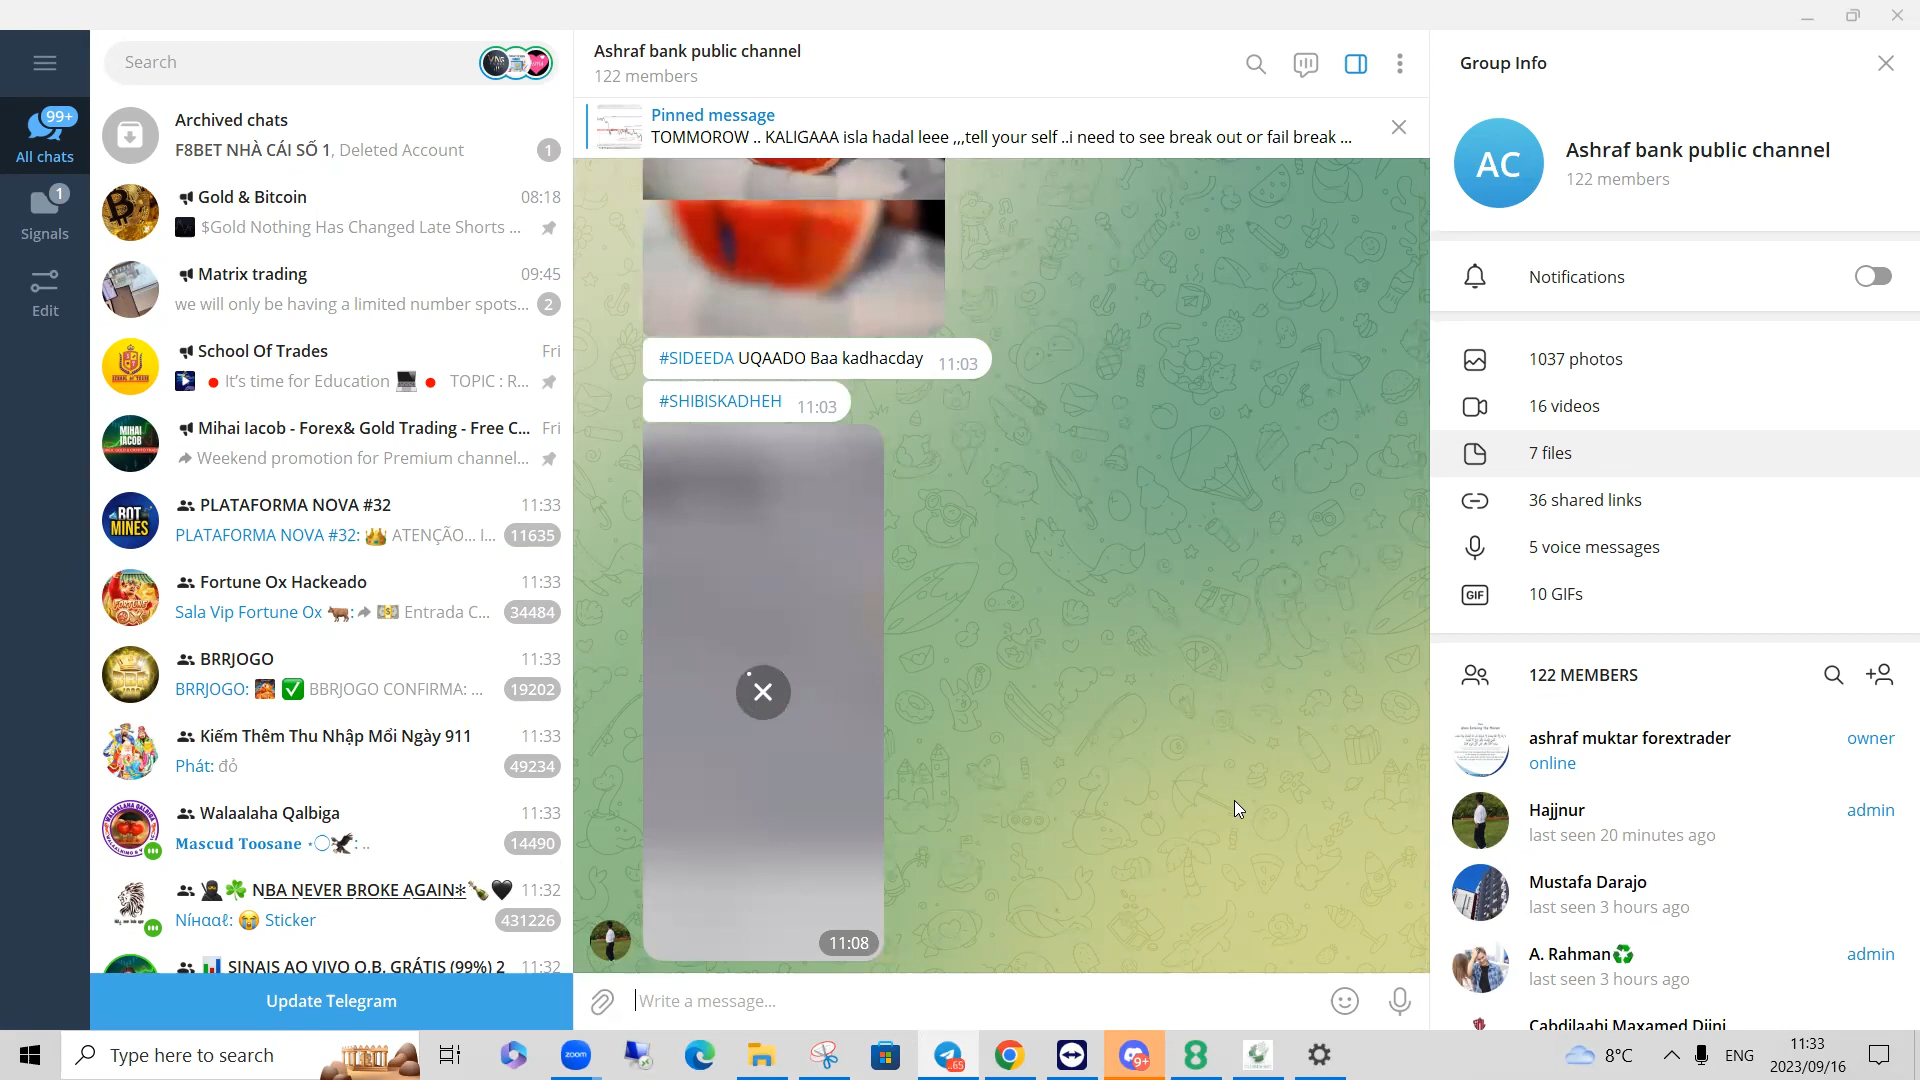 Search
99+
All chats
1
Signals
Edit
Archived chats
F8BET NHÀ CÁI SỐ 1, Deleted Account
1
Gold & Bitcoin
08:18
$Gold Nothing Has Changed Late Shorts ...
Matrix trading
09:45
we will only be having a limited number spots...
2
School Of Trades
Fri
It's time for Education
TOPIC : R...
Mihai Iacob - Forex& Gold Trading - Free C...
Fri
Weekend promotion for Premium channel...
PLATAFORMA NOVA #32
11:33
PLATAFORMA NOVA #32: 👑 ATENÇÃO... I...
11635
Fortune Ox Hackeado
11:33
Sala Vip Fortune Ox 🐂: 💵 Entrada C...
34484
BRRJOGO
11:33
BRRJOGO: ✅ BBRJOGO CONFIRMA: ...
19202
Kiếm Thêm Thu Nhập Mỗi Ngày 911
11:33
Phát: đỏ
49234
Walaalaha Qalbiga
11:33
Mascud Toosane
14490
NBA NEVER BROKE AGAIN
11:32
Níнααℓ: 😭 Sticker
431226
SINAIS AO VIVO O.B. GRÁTIS (99%) 2
11:32
Update Telegram
Ashraf bank public channel
122 members
Pinned message
TOMMOROW .. KALIGAAA isla hadal leee ,,,tell your self ..i need to see break out or fail break ...
#SIDEEDA UQAADO Baa kadhacday 11:03
#SHIBISKADHEH 11:03
11:08
Write a message...
Group Info
AC
Ashraf bank public channel
122 members
Notifications
1037 photos
16 videos
7 files
36 shared links
5 voice messages
GIF
10 GIFs
122 MEMBERS
ashraf muktar forextrader
owner
online
Hajjnur
admin
last seen 20 minutes ago
Mustafa Darajo
last seen 3 hours ago
A. Rahman♻
admin
last seen 3 hours ago
Cabdilaahi Maxamed Diini
Type here to search
zoom
65
9+
8°C
ENG
11:33
2023/09/16